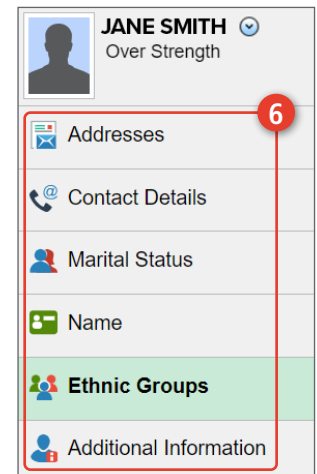 JANE SMITH
Over Strength
6
Addresses
Contact Details
Marital Status
Name
Ethnic Groups
Additional Information